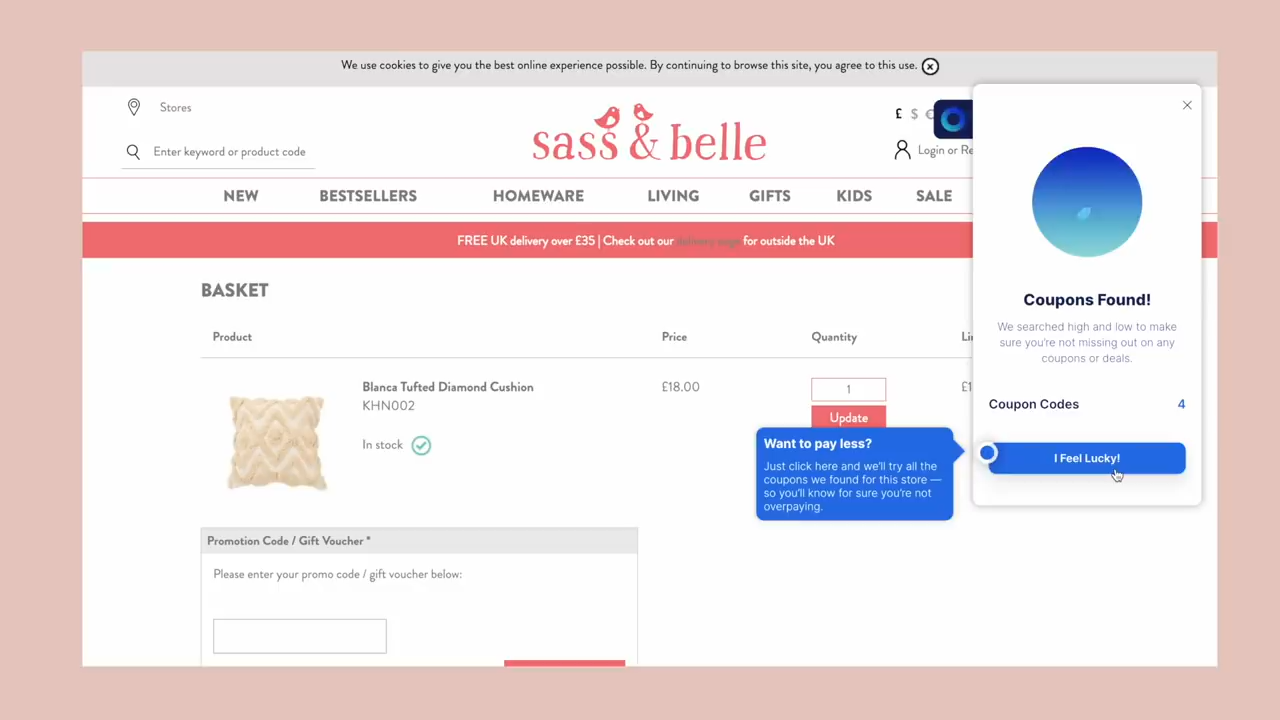 We use cookies to give you the best online experience possible. By continuing to browse this site, you agree to this use.
Stores
Enter keyword or product code
sass & belle
£ $ €
Login or Re
NEW BESTSELLERS HOMEWARE LIVING GIFTS KIDS SALE
FREE UK delivery over £35 | Check out our delivery page for outside the UK
BASKET
Product Price Quantity Li
Blanca Tufted Diamond Cushion
KHN002
£18.00
1
£1
Update
In stock
Promotion Code / Gift Voucher *
Please enter your promo code / gift voucher below:
Want to pay less?
Just click here and we'll try all the
coupons we found for this store —
so you'll know for sure you're not
overpaying.
Coupons Found!
We searched high and low to make
sure you're not missing out on any
coupons or deals.
Coupon Codes 4
I Feel Lucky!